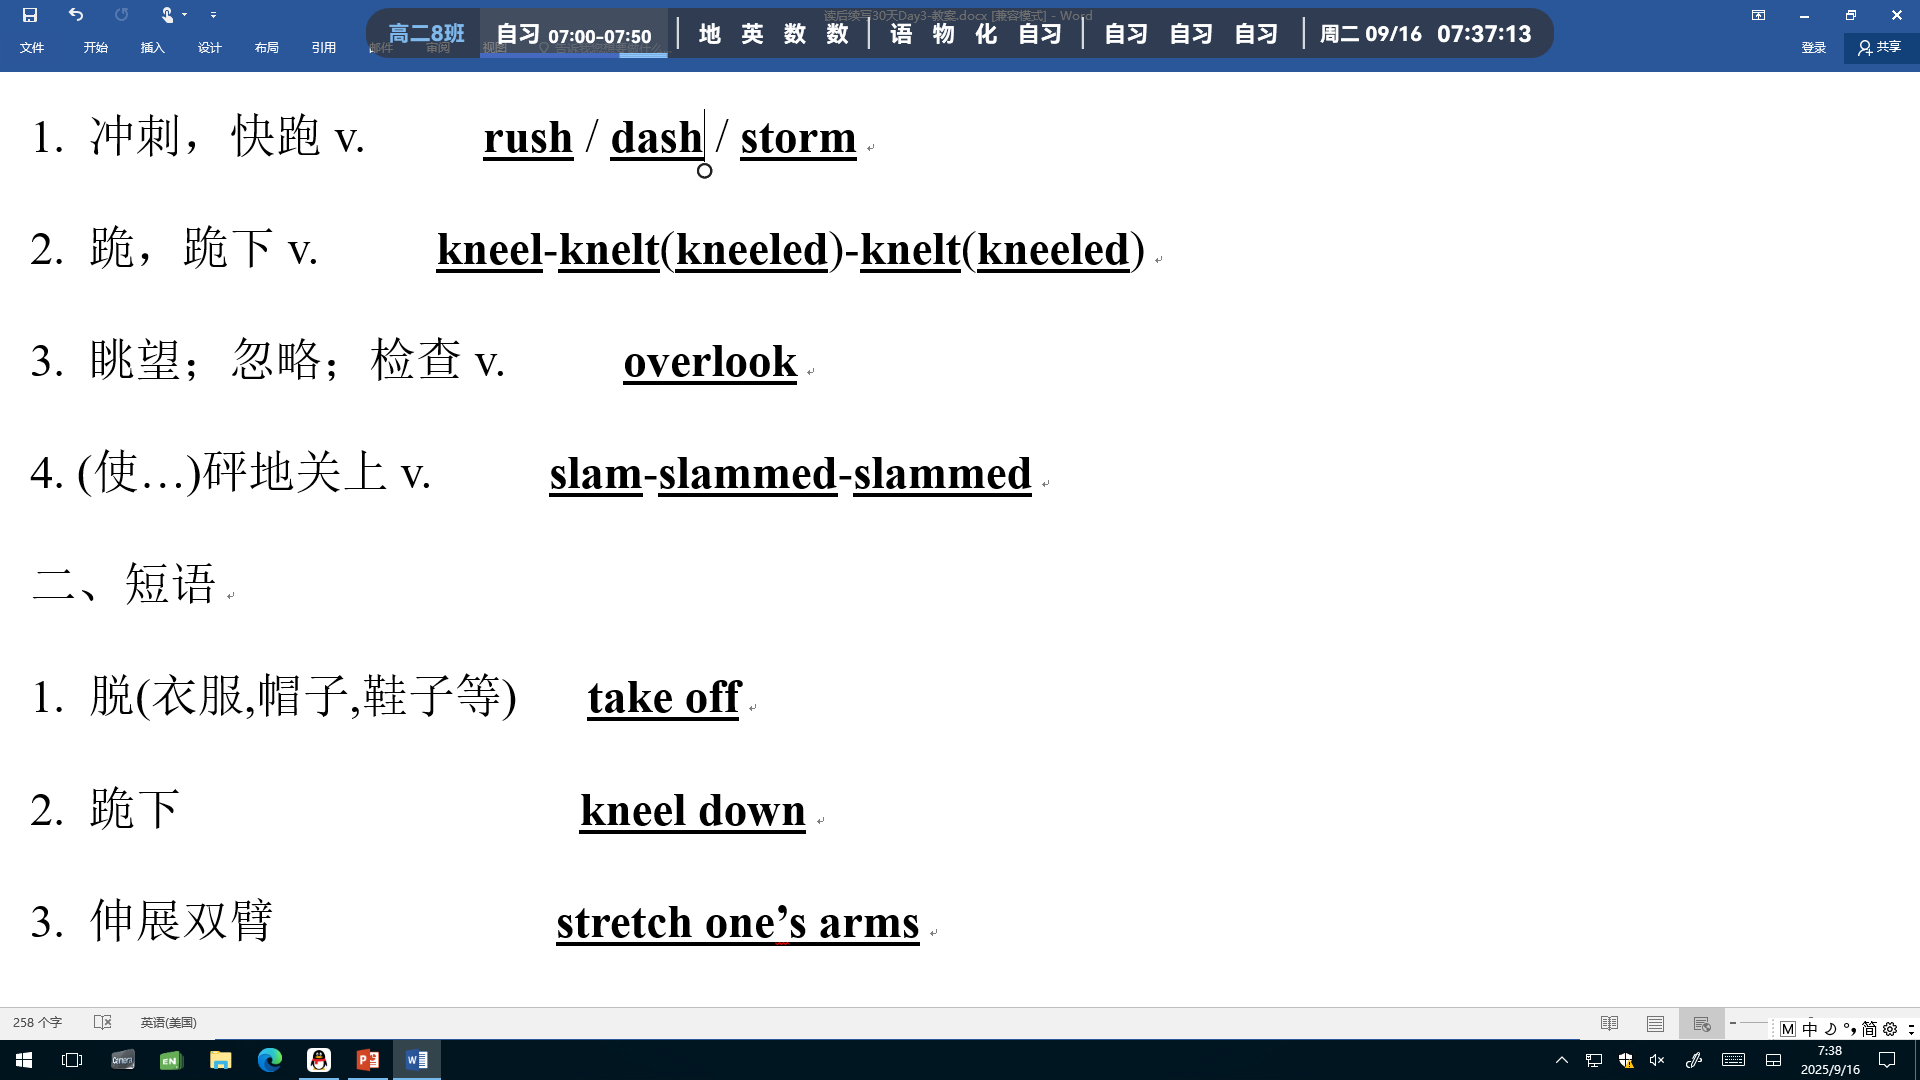 读后续写30天Day3-教案.docx [兼容模式] - Word
高二8班 自习 07:00-07:50 地 英 数 数 语 物 化 自习 自习 自习 自习 周二 09/16 07:37:13
文件 开始 插入 设计 布局 引用 邮件 审阅 视图 登录 共享
1. 冲刺，快跑 v. rush / dash / storm
2. 跪，跪下 v. kneel-knelt(kneeled)-knelt(kneeled)
3. 眺望；忽略；检查 v. overlook
4. (使…)砰地关上 v. slam-slammed-slammed
二、短语
1. 脱(衣服,帽子,鞋子等) take off
2. 跪下 kneel down
3. 伸展双臂 stretch one’s arms
258 个字 英语(美国)
M 中 简
EN
7:38
2025/9/16